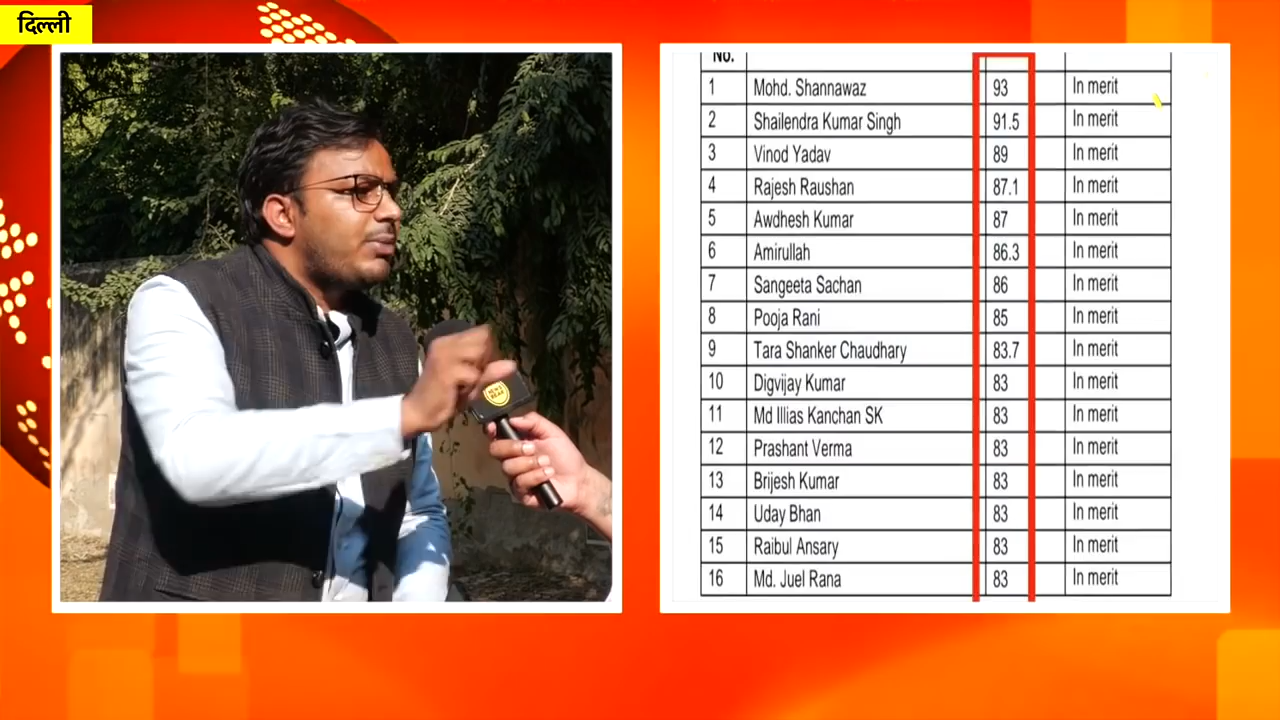 दिल्ली
NEWS
BEAK
No.
1 Mohd. Shannawaz 93 In merit
2 Shailendra Kumar Singh 91.5 In merit
3 Vinod Yadav 89 In merit
4 Rajesh Raushan 87.1 In merit
5 Awdhesh Kumar 87 In merit
6 Amirullah 86.3 In merit
7 Sangeeta Sachan 86 In merit
8 Pooja Rani 85 In merit
9 Tara Shanker Chaudhary 83.7 In merit
10 Digvijay Kumar 83 In merit
11 Md Illias Kanchan SK 83 In merit
12 Prashant Verma 83 In merit
13 Brijesh Kumar 83 In merit
14 Uday Bhan 83 In merit
15 Raibul Ansary 83 In merit
16 Md. Juel Rana 83 In merit